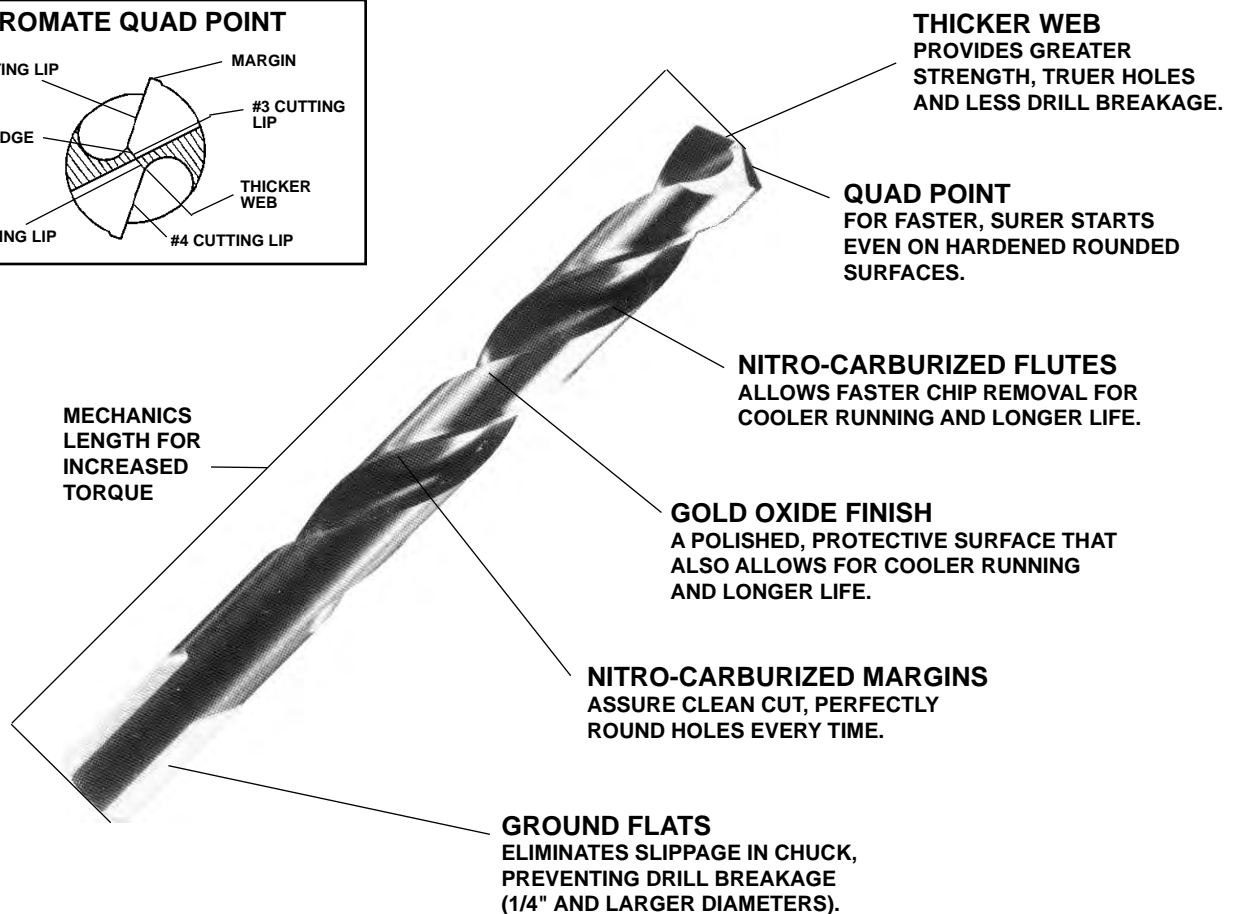 ROMATE QUAD POINT
TING LIP
MARGIN
#3 CUTTING
LIP
DGE
THICKER
WEB
NG LIP
#4 CUTTING LIP
THICKER WEB
PROVIDES GREATER
STRENGTH, TRUER HOLES
AND LESS DRILL BREAKAGE.
QUAD POINT
FOR FASTER, SURER STARTS
EVEN ON HARDENED ROUNDED
SURFACES.
NITRO-CARBURIZED FLUTES
ALLOWS FASTER CHIP REMOVAL FOR
COOLER RUNNING AND LONGER LIFE.
MECHANICS
LENGTH FOR
INCREASED
TORQUE
GOLD OXIDE FINISH
A POLISHED, PROTECTIVE SURFACE THAT
ALSO ALLOWS FOR COOLER RUNNING
AND LONGER LIFE.
NITRO-CARBURIZED MARGINS
ASSURE CLEAN CUT, PERFECTLY
ROUND HOLES EVERY TIME.
GROUND FLATS
ELIMINATES SLIPPAGE IN CHUCK,
PREVENTING DRILL BREAKAGE
(1/4" AND LARGER DIAMETERS).